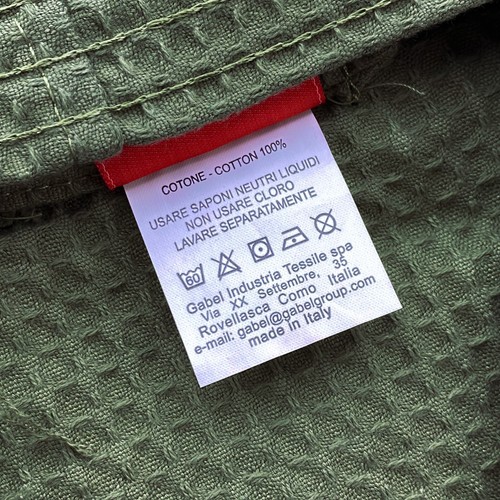 COTONE - COTTON 100%
USARE SAPONI NEUTRI LIQUIDI
NON USARE CLORO
LAVARE SEPARATAMENTE
60
Gabel Industria Tessile spa
Via XX Settembre, 35
Rovellasca Como Italia
e-mail: gabel@gabelgroup.com
made in Italy